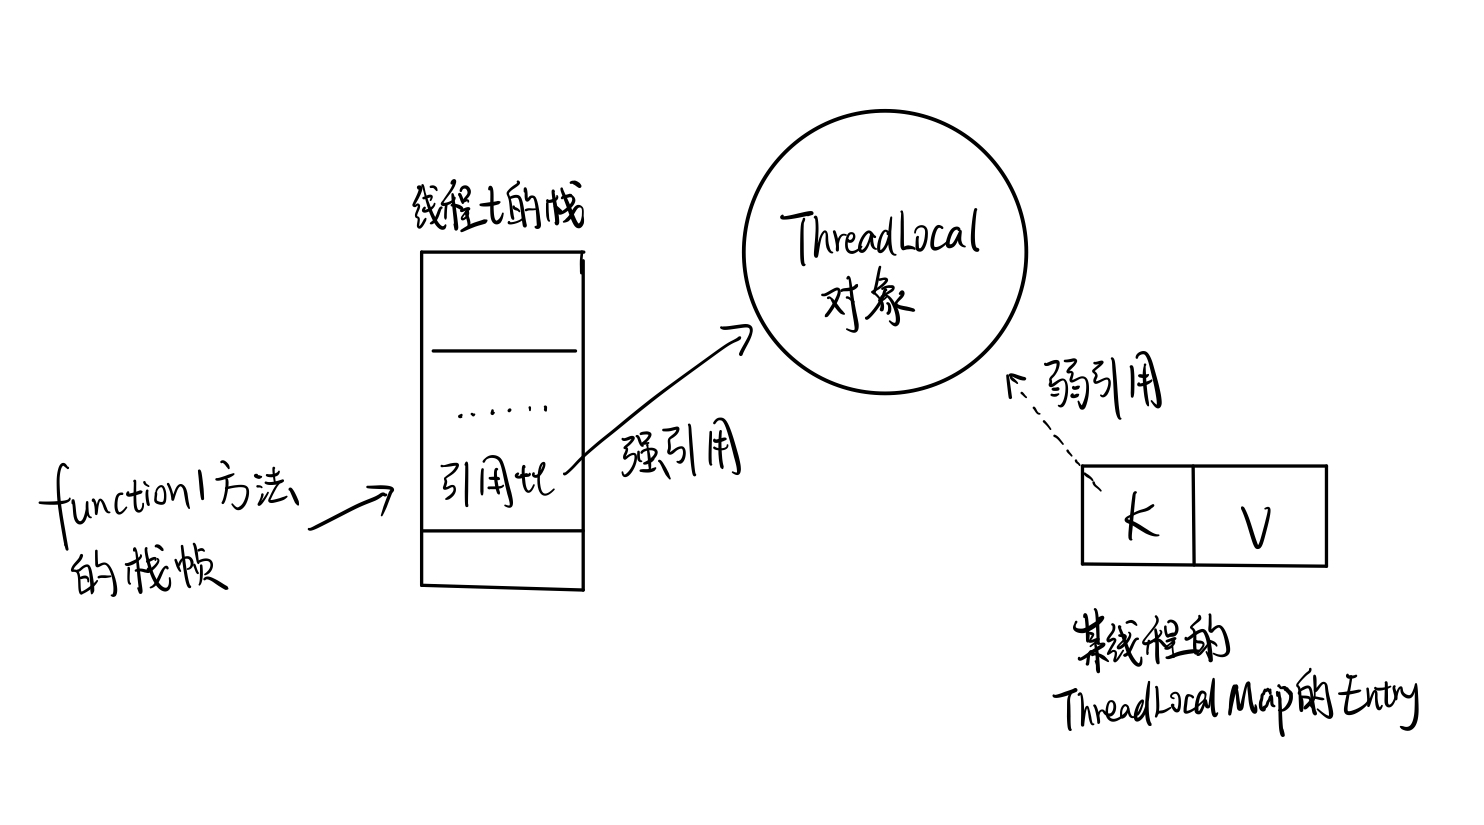 线程t的栈
ThreadLocal
对象
弱引用
......
强引用
引用tl
function1方法
的栈帧
K
V
某线程的
ThreadLocalMap的Entry